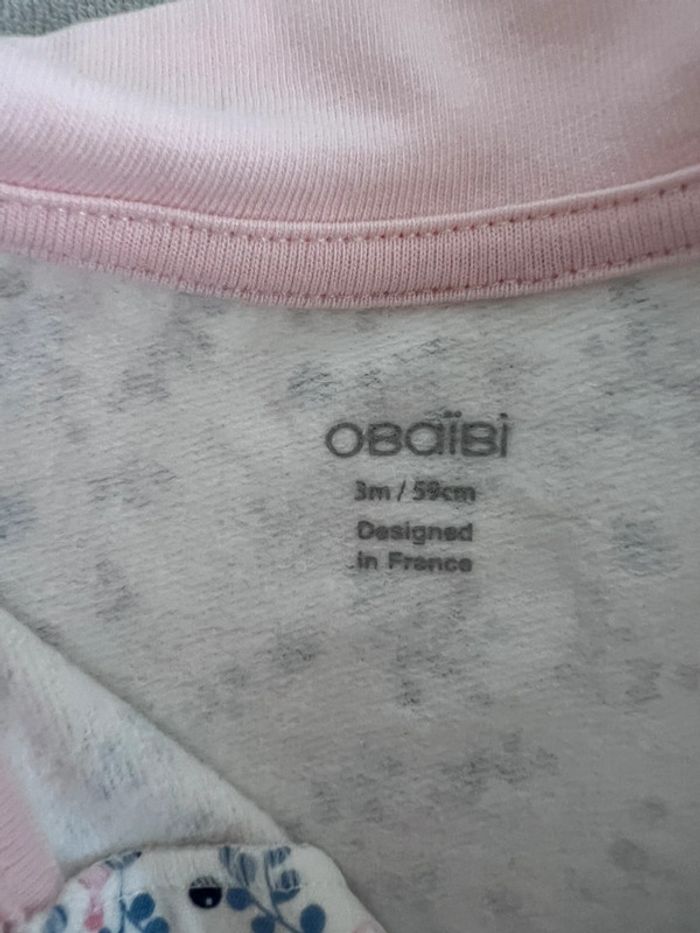 OBaïBi
3m / 59cm
Designed
in France